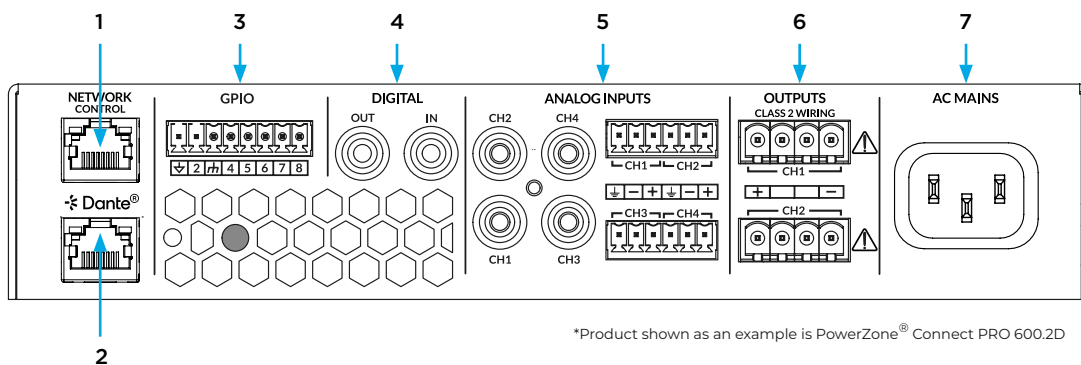 1 3 4 5 6 7
NETWORK
CONTROL
Dante®
GPIO
2 4 5 6 7 8
DIGITAL
OUT IN
ANALOG INPUTS
CH2 CH4
CH1 CH2
- +  - +
CH3 CH4
CH1 CH3
OUTPUTS
CLASS 2 WIRING
CH1
+ -
CH2
AC MAINS
*Product shown as an example is PowerZone® Connect PRO 600.2D
2